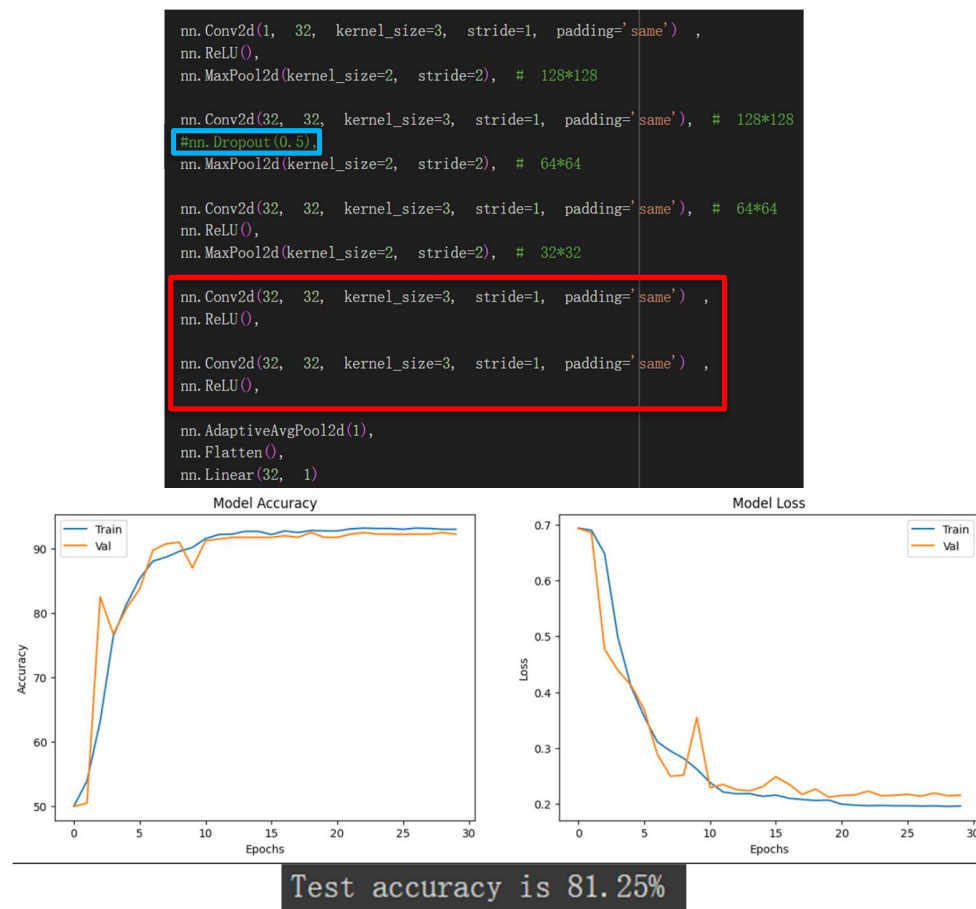 nn.Conv2d(1, 32, kernel_size=3, stride=1, padding='same') ,
nn.ReLU(),
nn.MaxPool2d(kernel_size=2, stride=2), # 128*128
nn.Conv2d(32, 32, kernel_size=3, stride=1, padding='same'), # 128*128
#nn.Dropout(0.5),
nn.MaxPool2d(kernel_size=2, stride=2), # 64*64
nn.Conv2d(32, 32, kernel_size=3, stride=1, padding='same'), # 64*64
nn.ReLU(),
nn.MaxPool2d(kernel_size=2, stride=2), # 32*32
nn.Conv2d(32, 32, kernel_size=3, stride=1, padding='same') ,
nn.ReLU(),
nn.Conv2d(32, 32, kernel_size=3, stride=1, padding='same') ,
nn.ReLU(),
nn.AdaptiveAvgPool2d(1),
nn.Flatten(),
nn.Linear(32, 1)
Model Accuracy
Train
Val
90
80
70
60
50
Accuracy
0 5 10 15 20 25 30
Epochs
Model Loss
Train
Val
0.7
0.6
0.5
0.4
0.3
0.2
Loss
0 5 10 15 20 25 30
Epochs
Test accuracy is 81.25%